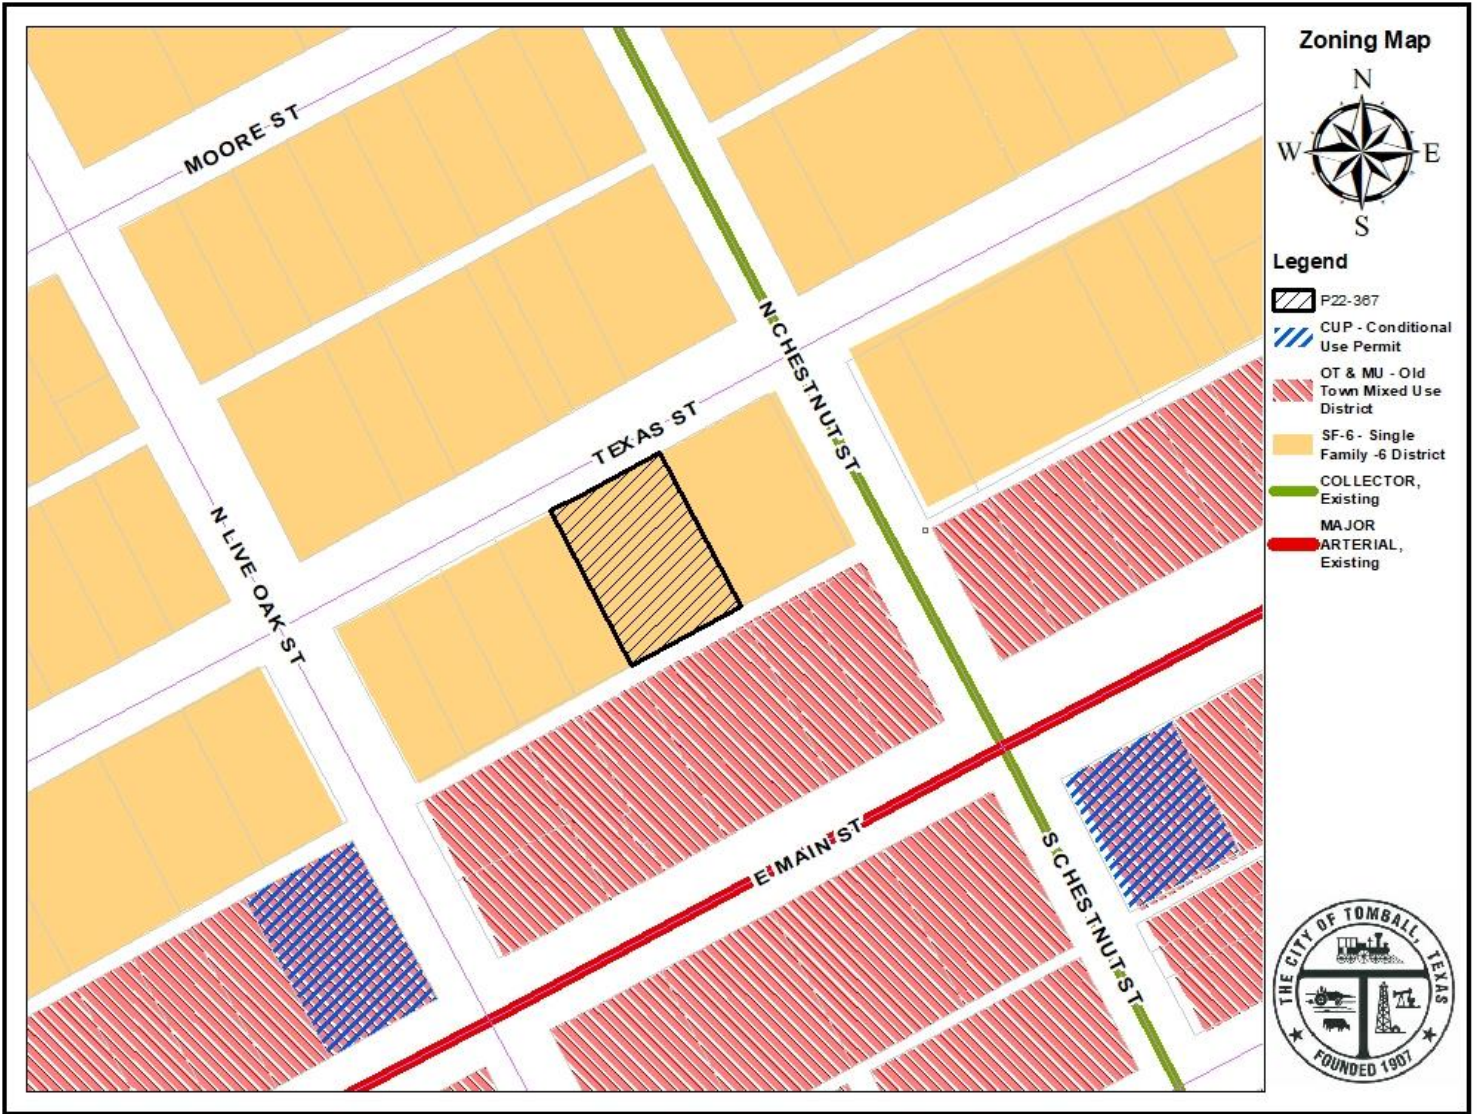 Zoning Map
N
W
E
S
Legend
P22-367
CUP - Conditional
Use Permit
OT & MU - Old
Town Mixed Use
District
SF-6 - Single
Family -6 District
COLLECTOR,
Existing
MAJOR
ARTERIAL,
Existing
MOORE ST
N CHESTNUT ST
TEXAS ST
N LIVE OAK ST
E MAIN ST
S CHESTNUT ST
THE CITY OF TOMBALL, TEXAS
FOUNDED 1907